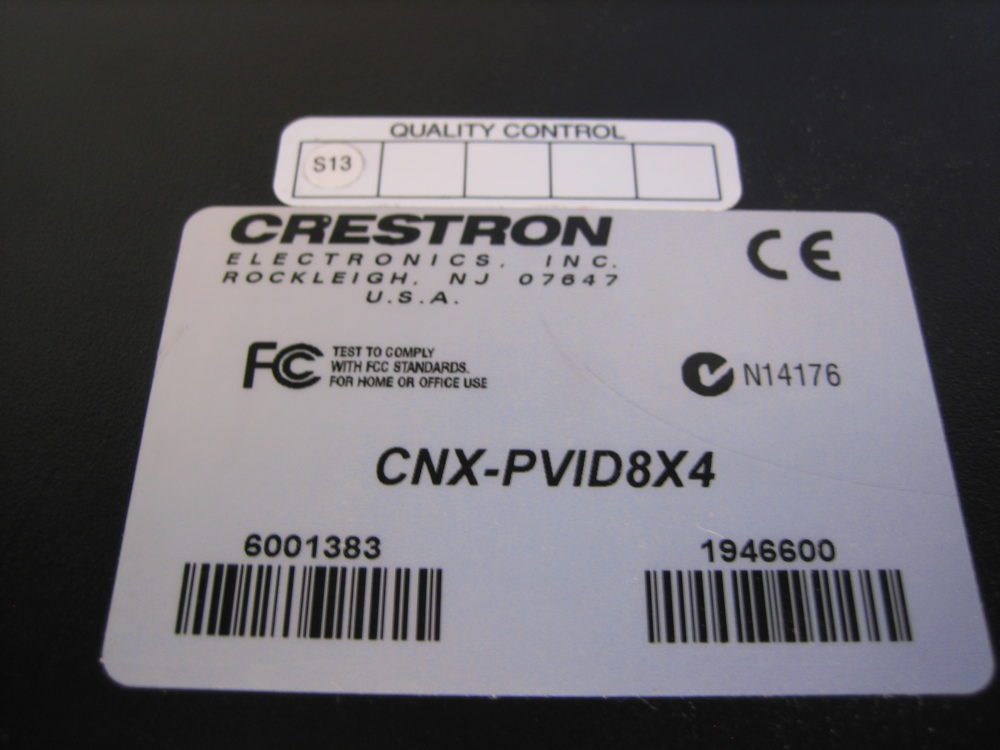 QUALITY CONTROL
S13
CRESTRON
ELECTRONICS, INC.
ROCKLEIGH, NJ 07647
U.S.A.
CE
FC TEST TO COMPLY
WITH FCC STANDARDS.
FOR HOME OR OFFICE USE
N14176
CNX-PVID8X4
6001383
1946600